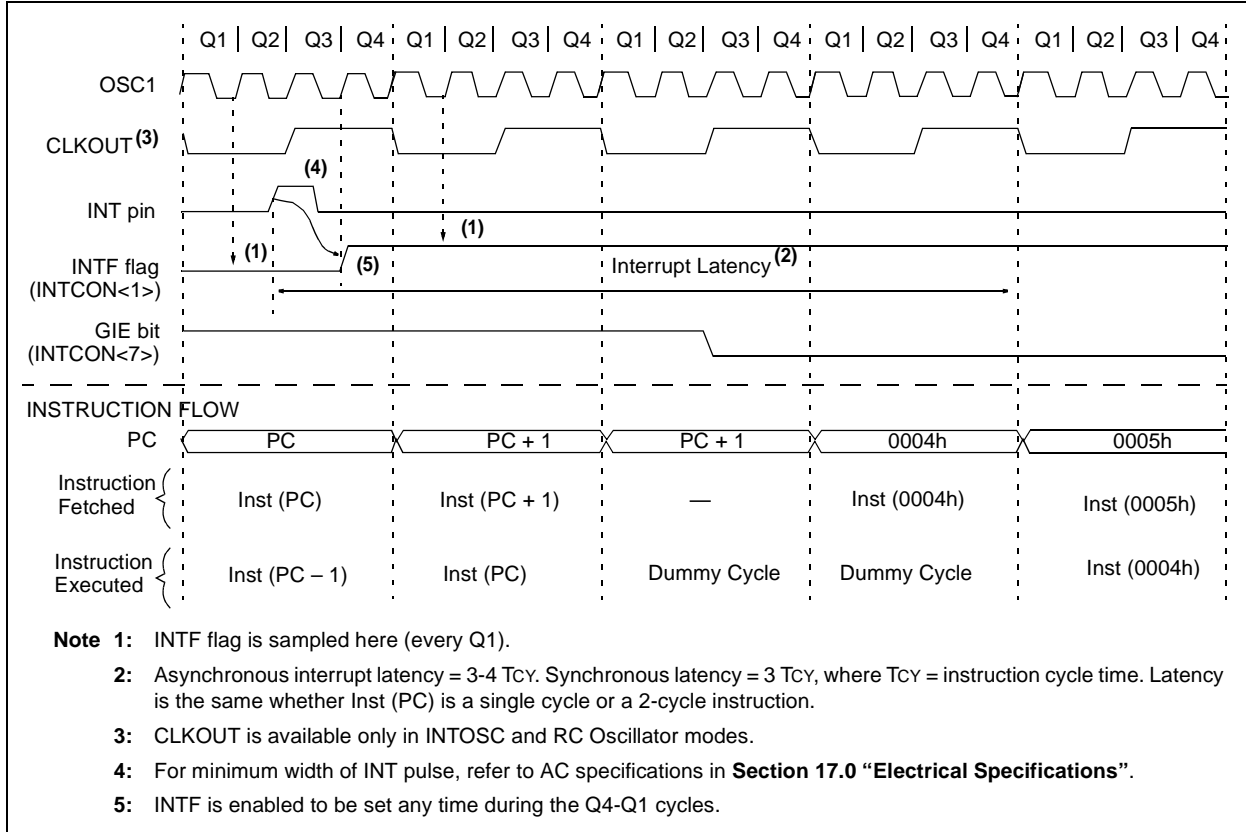 Q1 Q2 Q3 Q4 Q1 Q2 Q3 Q4 Q1 Q2 Q3 Q4 Q1 Q2 Q3 Q4 Q1 Q2 Q3 Q4
OSC1
CLKOUT (3)
(4)
INT pin
(1)
(1)
INTF flag
(INTCON<1>)
(5)
Interrupt Latency (2)
GIE bit
(INTCON<7>)
INSTRUCTION FLOW
PC PC PC + 1 PC + 1 0004h 0005h
Instruction
Fetched
Inst (PC) Inst (PC + 1) — Inst (0004h) Inst (0005h)
Instruction
Executed
Inst (PC – 1) Inst (PC) Dummy Cycle Dummy Cycle Inst (0004h)
Note 1: INTF flag is sampled here (every Q1).
2: Asynchronous interrupt latency = 3-4 TCY. Synchronous latency = 3 TCY, where TCY = instruction cycle time. Latency
is the same whether Inst (PC) is a single cycle or a 2-cycle instruction.
3: CLKOUT is available only in INTOSC and RC Oscillator modes.
4: For minimum width of INT pulse, refer to AC specifications in Section 17.0 “Electrical Specifications”.
5: INTF is enabled to be set any time during the Q4-Q1 cycles.